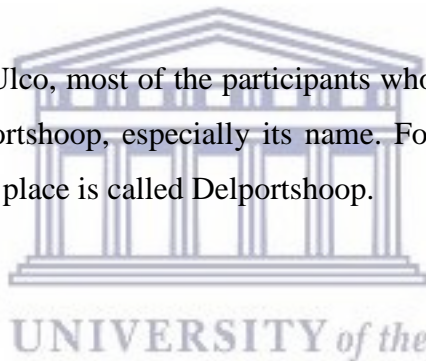 Ulco, most of the participants who
ortshoop, especially its name. Fo
place is called Delportshoop.
UNIVERSITY of the